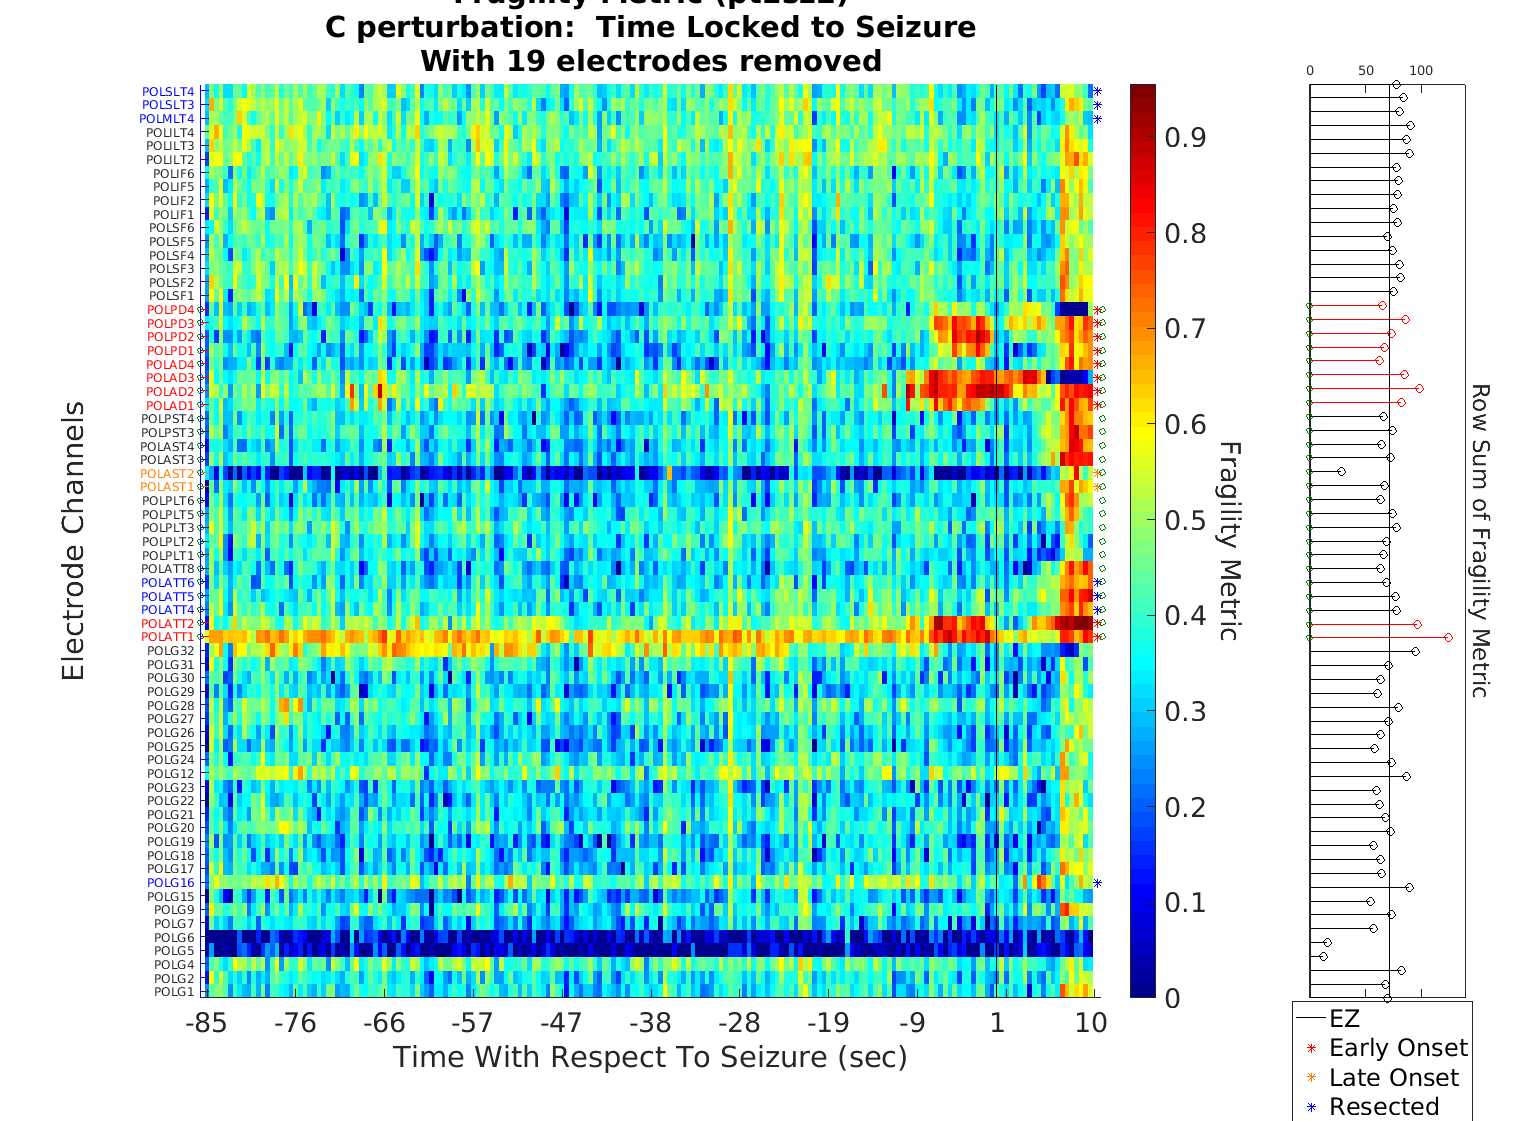 C perturbation: Time Locked to Seizure
With 19 electrodes removed
POLSLT4
POLSLT3
POLMLT4
POLILT4
POLILT3
POLILT2
POLIF6
POLIF5
POLIF2
POLIF1
POLSF6
POLSF5
POLSF4
POLSF3
POLSF2
POLSF1
POLPD4
POLPD3
POLPD2
POLPD1
POLAD4
POLAD3
POLAD2
POLAD1
POLPST4
POLPST3
POLAST4
POLAST3
POLAST2
POLAST1
POLPLT6
POLPLT5
POLPLT3
POLPLT2
POLPLT1
POLATT8
POLATT6
POLATT5
POLATT4
POLATT2
POLATT1
POLG32
POLG31
POLG30
POLG29
POLG28
POLG27
POLG26
POLG25
POLG24
POLG12
POLG23
POLG22
POLG21
POLG20
POLG19
POLG18
POLG17
POLG16
POLG15
POLG9
POLG7
POLG6
POLG5
POLG4
POLG2
POLG1
Electrode Channels
-85 -76 -66 -57 -47 -38 -28 -19 -9 1 10
Time With Respect To Seizure (sec)
0.9
0.8
0.7
0.6
0.5
0.4
0.3
0.2
0.1
0
Fragility Metric
0 50 100
Row Sum of Fragility Metric
EZ
Early Onset
Late Onset
Resected